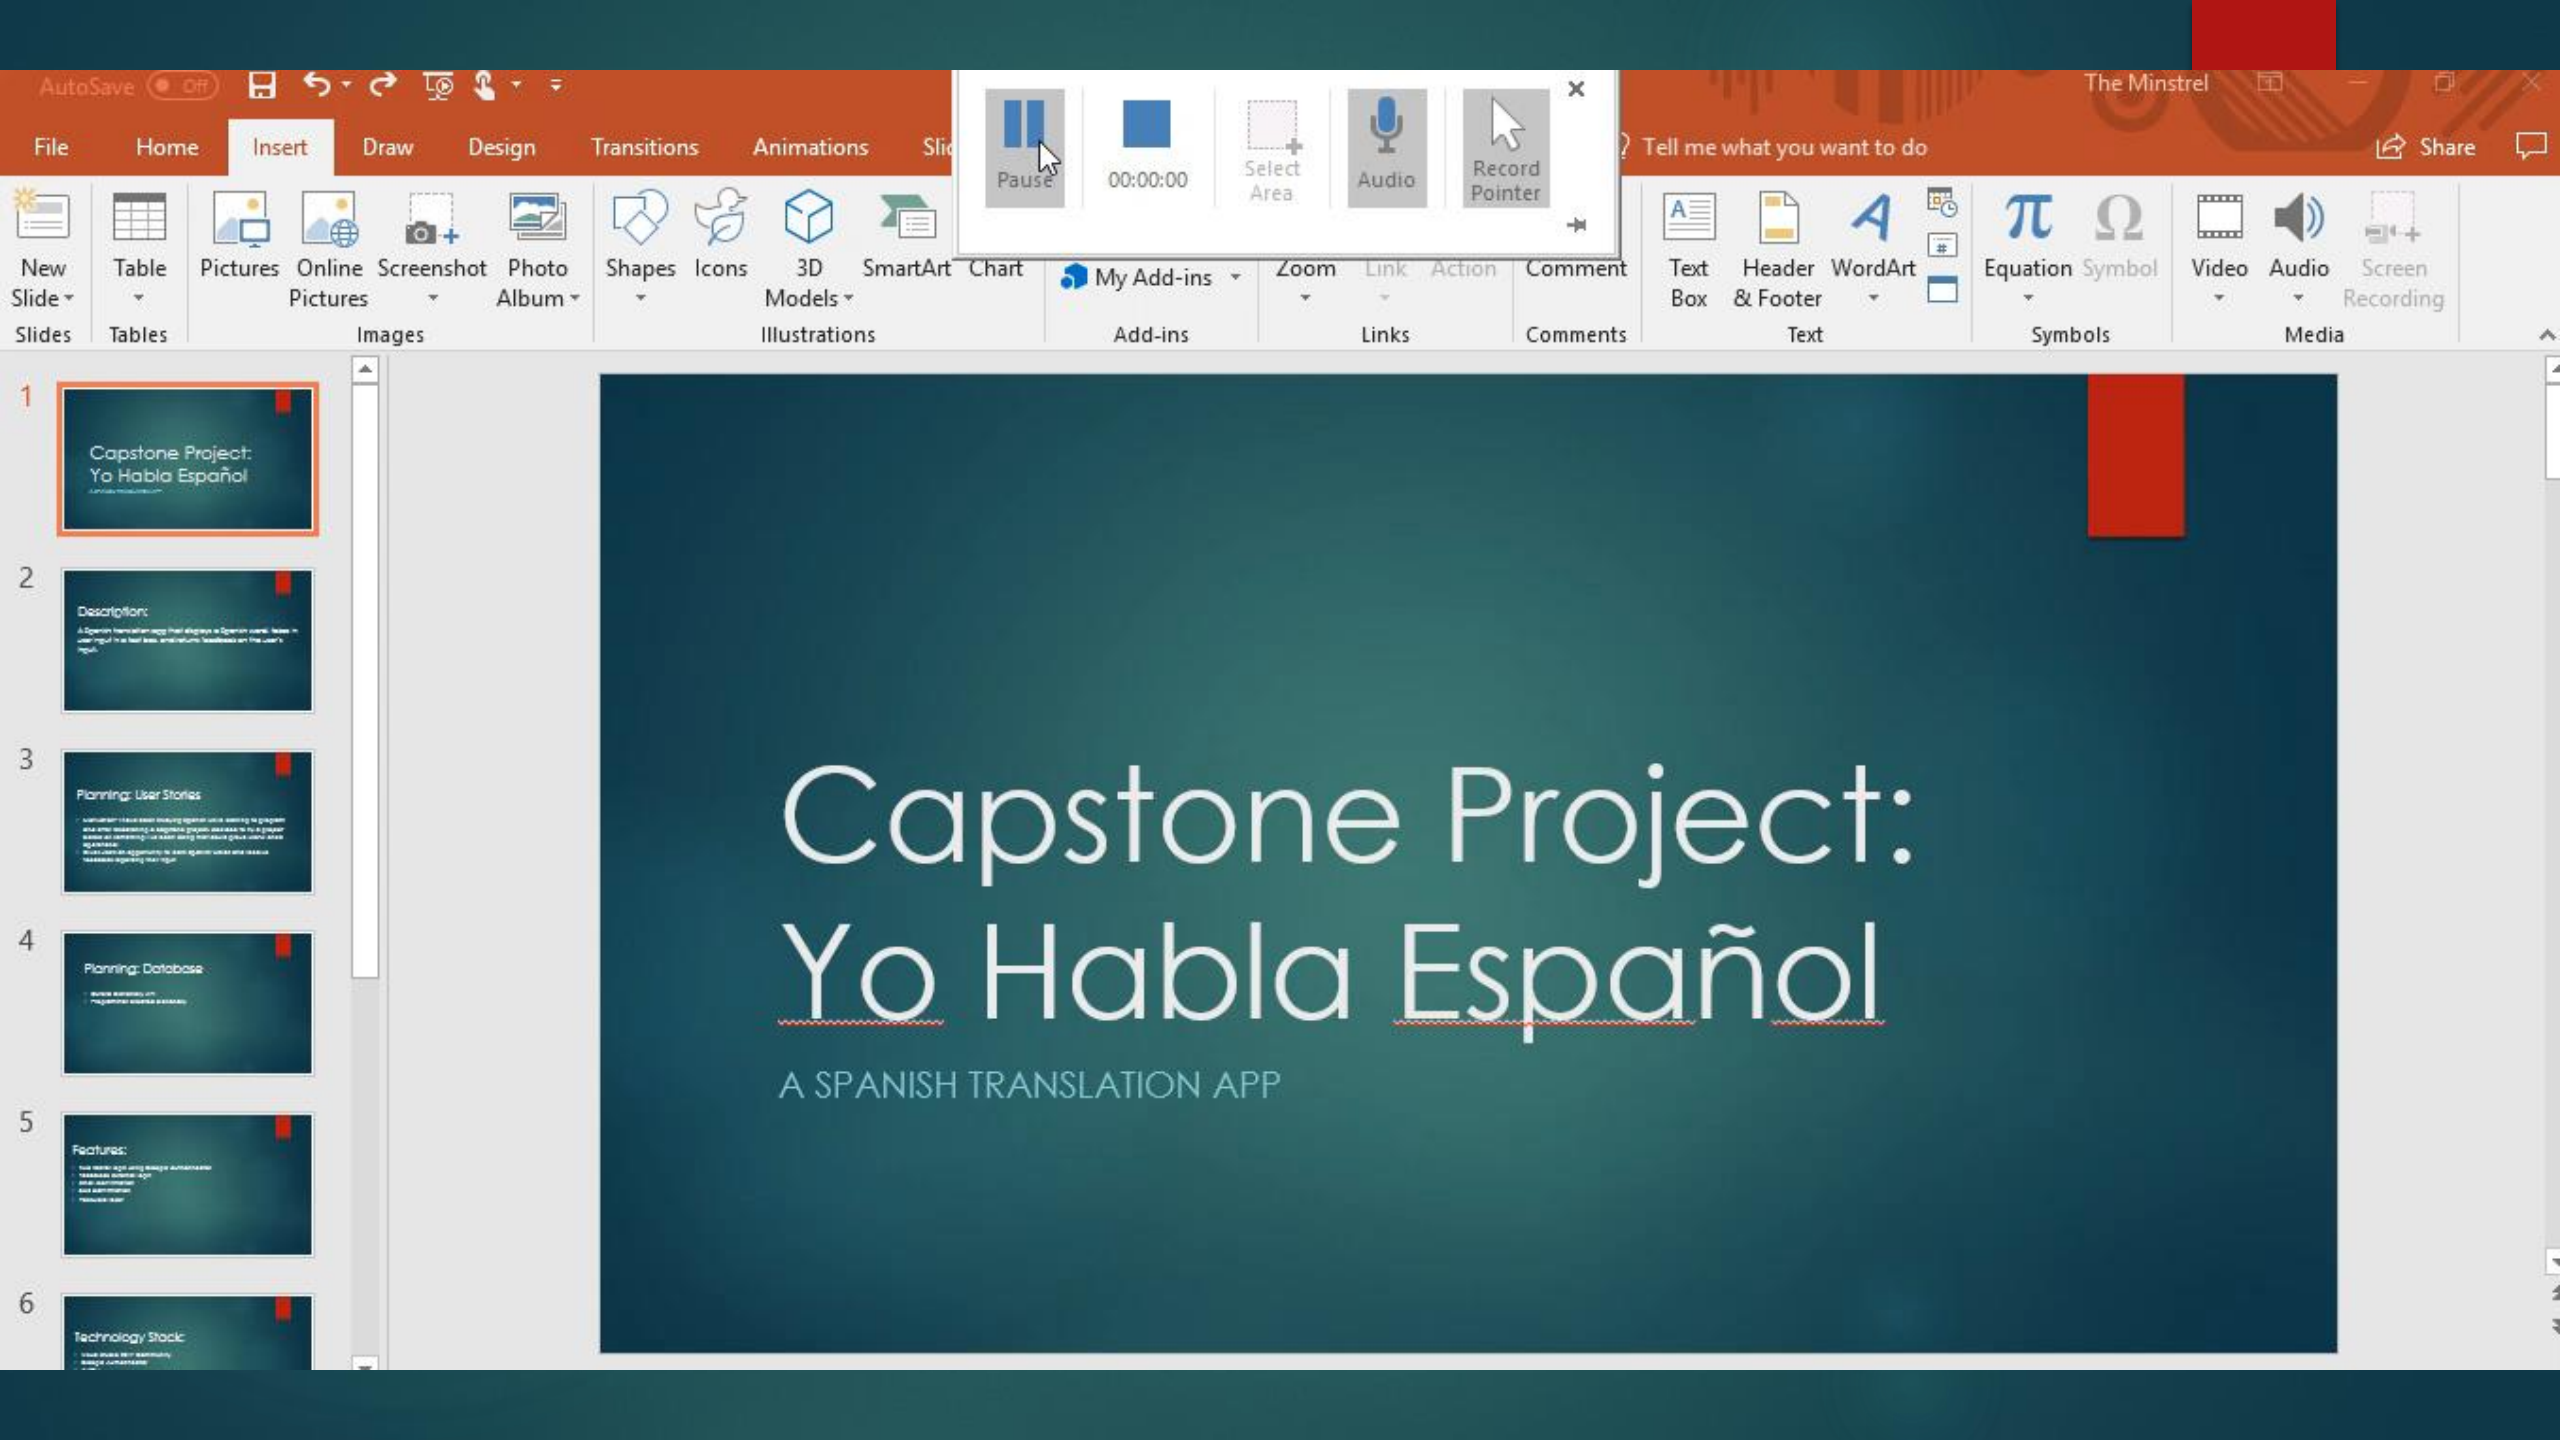 AutoSave Off
The Minstrel
File Home Insert Draw Design Transitions Animations
Tell me what you want to do
Share
Pause
00:00:00
Select
Area
Audio
Record
Pointer
New
Slide
Table
Pictures
Online
Pictures
Screenshot
Photo
Album
Shapes
Icons
3D
Models
SmartArt
Chart
My Add-ins
Zoom
Link
Action
Comment
Text
Box
Header
& Footer
WordArt
Equation
Symbol
Video
Audio
Screen
Recording
Slides Tables Images Illustrations Add-ins Links Comments Text Symbols Media
1
Capstone Project:
Yo Habla Español
2
Description:
3
Planning: User Stories
4
Planning: Database
5
Features:
6
Technology Stack:
Capstone Project:
Yo Habla Español
A SPANISH TRANSLATION APP